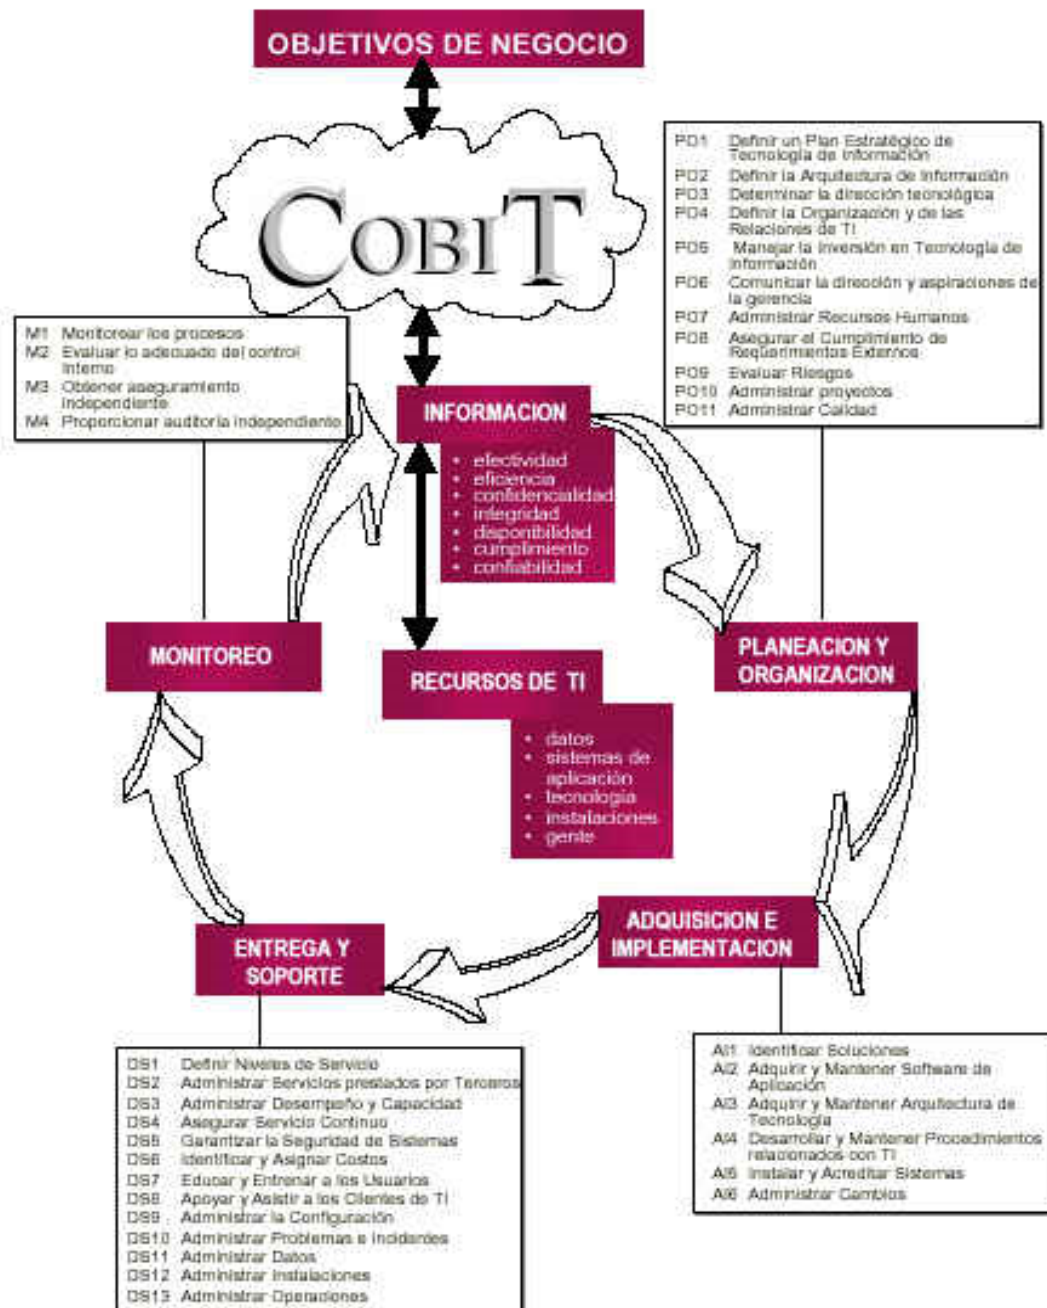 OBJETIVOS DE NEGOCIO
COBIT
PO1 Definir un Plan Estratégico de
Tecnología de Información
PO2 Definir la Arquitectura de Información
PO3 Determinar la dirección tecnológica
PO4 Definir la Organización y de las
Relaciones de TI
PO5 Manejar la Inversión en Tecnología de
Información
PO6 Comunicar la dirección y aspiraciones de
la gerencia
PO7 Administrar Recursos Humanos
PO8 Asegurar el Cumplimiento de
Requerimientos Externos
PO9 Evaluar Riesgos
PO10 Administrar proyectos
PO11 Administrar Calidad
M1 Monitorear los procesos
M2 Evaluar lo adecuado del control
Interno
M3 Obtener aseguramiento
independiente
M4 Proporcionar auditoría independiente
INFORMACION
• efectividad
• eficiencia
• confidencialidad
• integridad
• disponibilidad
• cumplimiento
• confiabilidad
MONITOREO
RECURSOS DE TI
PLANEACION Y
ORGANIZACION
• datos
• sistemas de
aplicación
• tecnología
• instalaciones
• gente
ADQUISICION E
IMPLEMENTACION
ENTREGA Y
SOPORTE
DS1 Definir Niveles de Servicio
DS2 Administrar Servicios prestados por Terceros
DS3 Administrar Desempeño y Capacidad
DS4 Asegurar Servicio Continuo
DS5 Garantizar la Seguridad de Sistemas
DS6 Identificar y Asignar Costos
DS7 Educar y Entrenar a los Usuarios
DS8 Apoyar y Asistir a los Clientes de TI
DS9 Administrar la Configuración
DS10 Administrar Problemas e Incidentes
DS11 Administrar Datos
DS12 Administrar Instalaciones
DS13 Administrar Operaciones
AI1 Identificar Soluciones
AI2 Adquirir y Mantener Software de
Aplicación
AI3 Adquirir y Mantener Arquitectura de
Tecnología
AI4 Desarrollar y Mantener Procedimientos
relacionados con TI
AI5 Instalar y Acreditar Sistemas
AI6 Administrar Cambios